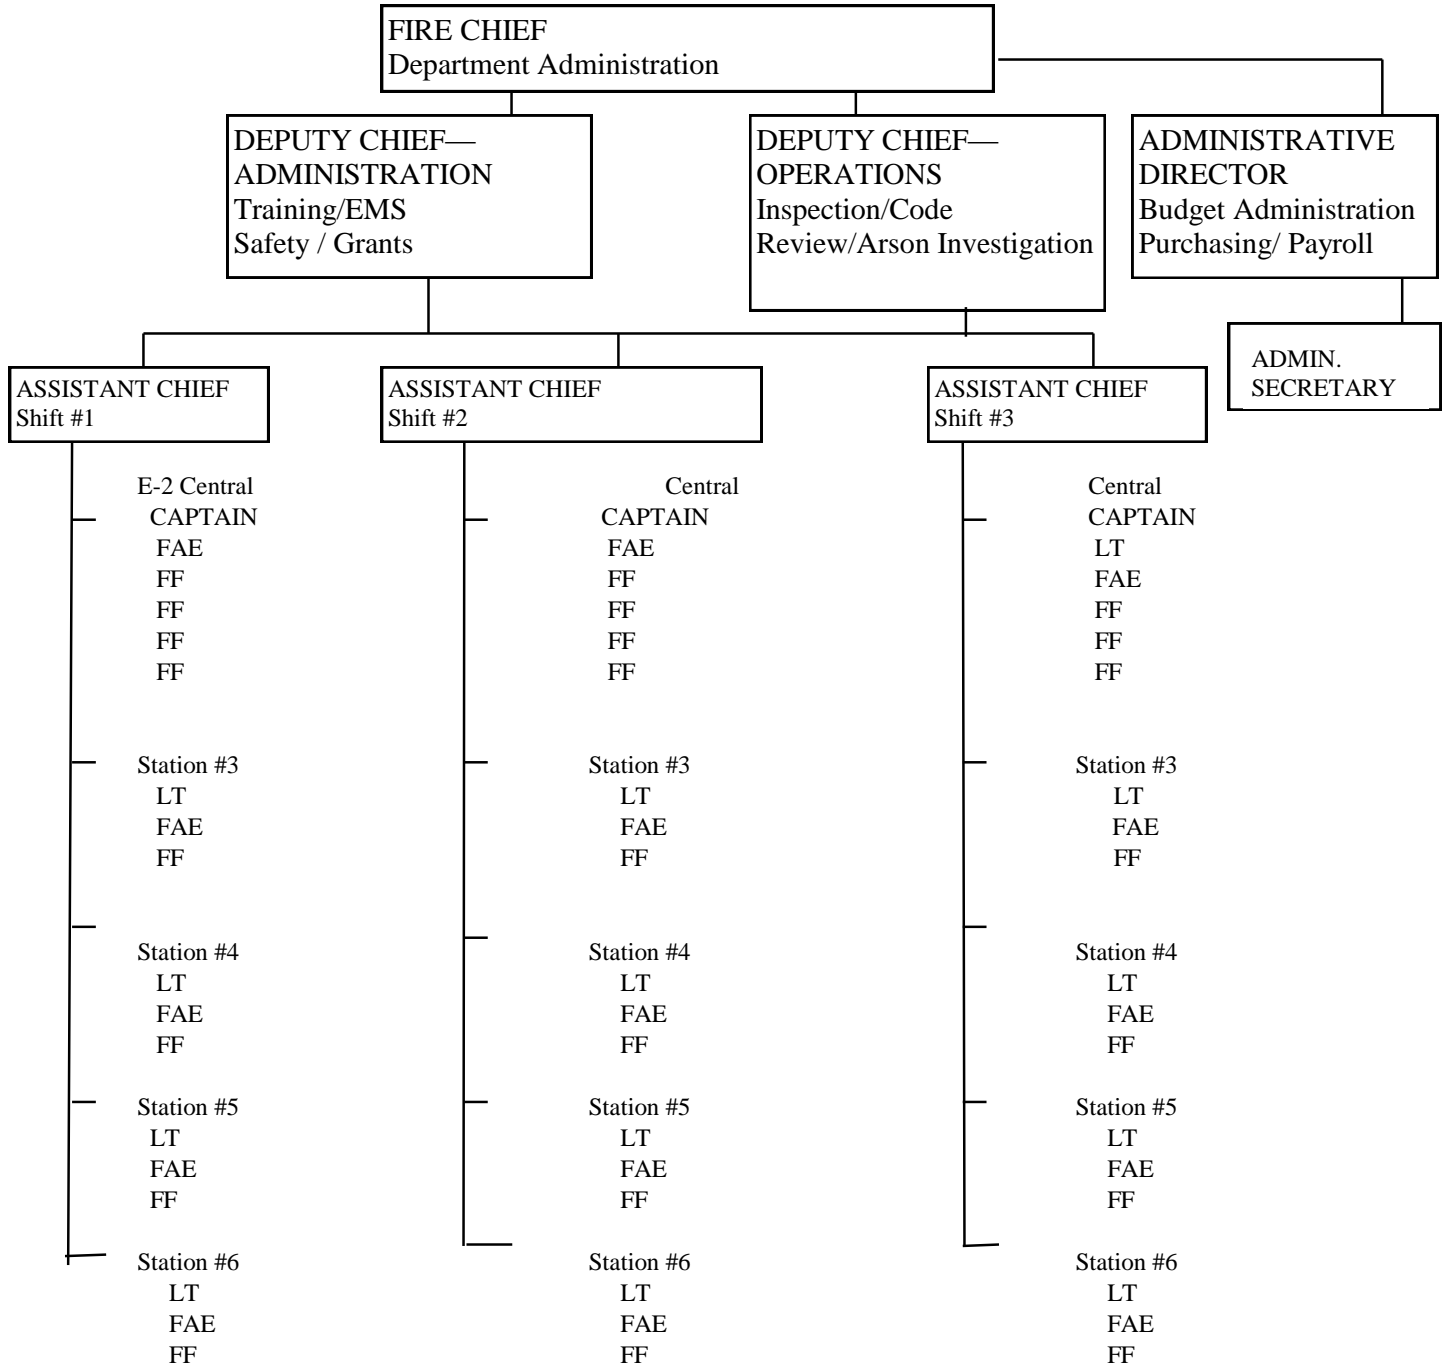 FIRE CHIEF
Department Administration
DEPUTY CHIEF—
ADMINISTRATION
Training/EMS
Safety / Grants
DEPUTY CHIEF—
OPERATIONS
Inspection/Code
Review/Arson Investigation
ADMINISTRATIVE
DIRECTOR
Budget Administration
Purchasing/ Payroll
ADMIN.
SECRETARY
ASSISTANT CHIEF
Shift #1
E-2 Central
CAPTAIN
FAE
FF
FF
FF
FF
Station #3
LT
FAE
FF
Station #4
LT
FAE
FF
Station #5
LT
FAE
FF
Station #6
LT
FAE
FF
ASSISTANT CHIEF
Shift #2
Central
CAPTAIN
FAE
FF
FF
FF
FF
Station #3
LT
FAE
FF
Station #4
LT
FAE
FF
Station #5
LT
FAE
FF
Station #6
LT
FAE
FF
ASSISTANT CHIEF
Shift #3
Central
CAPTAIN
LT
FAE
FF
FF
FF
Station #3
LT
FAE
FF
Station #4
LT
FAE
FF
Station #5
LT
FAE
FF
Station #6
LT
FAE
FF